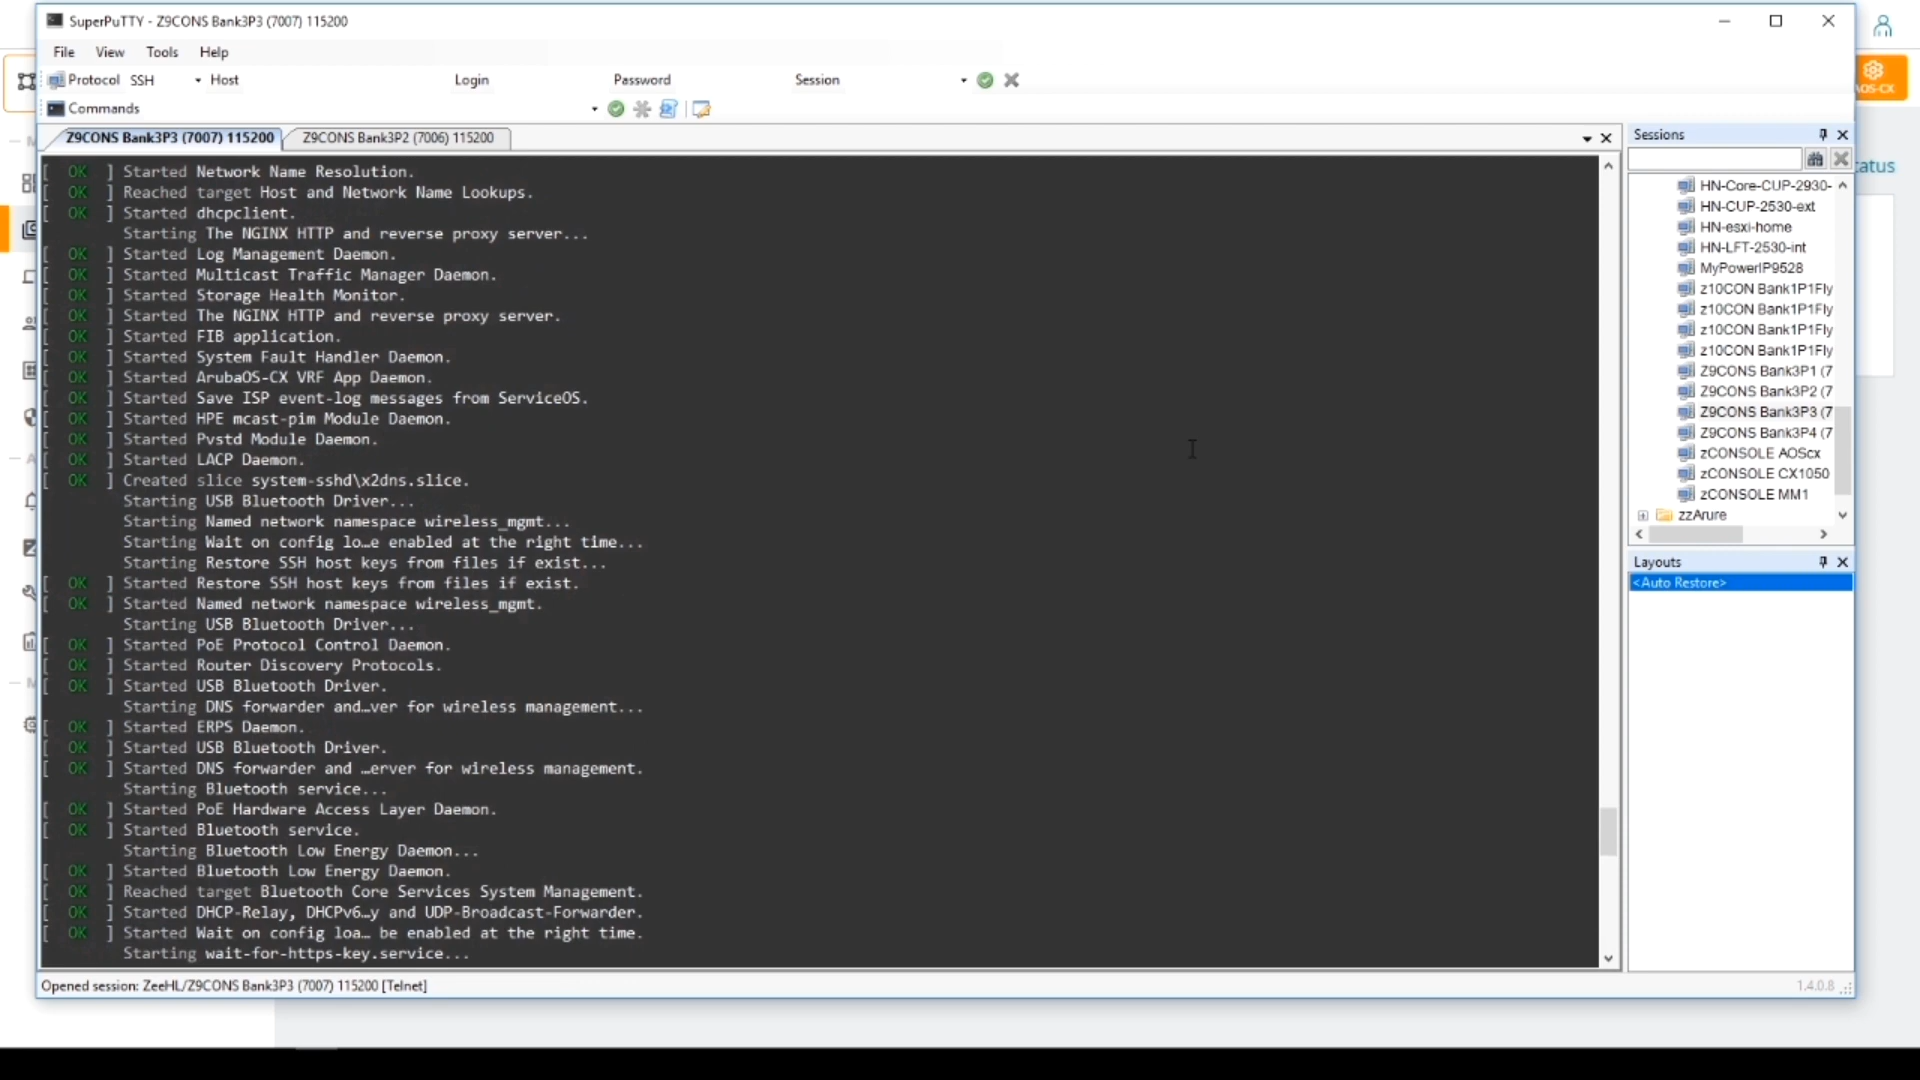 SuperPuTTY - Z9CONS Bank3P3 (7007) 115200
File View Tools Help
Protocol SSH Host Login Password Session
Commands
Z9CONS Bank3P3 (7007) 115200 Z9CONS Bank3P2 (7006) 115200
[ OK ] Started Network Name Resolution.
[ OK ] Reached target Host and Network Name Lookups.
[ OK ] Started dhcpclient.
Starting The NGINX HTTP and reverse proxy server...
[ OK ] Started Log Management Daemon.
[ OK ] Started Multicast Traffic Manager Daemon.
[ OK ] Started Storage Health Monitor.
[ OK ] Started The NGINX HTTP and reverse proxy server.
[ OK ] Started FIB application.
[ OK ] Started System Fault Handler Daemon.
[ OK ] Started ArubaOS-CX VRF App Daemon.
[ OK ] Started Save ISP event-log messages from ServiceOS.
[ OK ] Started HPE mcast-pim Module Daemon.
[ OK ] Started Pvstd Module Daemon.
[ OK ] Started LACP Daemon.
[ OK ] Created slice system-sshd\x2dns.slice.
Starting USB Bluetooth Driver...
Starting Named network namespace wireless_mgmt...
Starting Wait on config lo…e enabled at the right time...
Starting Restore SSH host keys from files if exist...
[ OK ] Started Restore SSH host keys from files if exist.
[ OK ] Started Named network namespace wireless_mgmt.
Starting USB Bluetooth Driver...
[ OK ] Started PoE Protocol Control Daemon.
[ OK ] Started Router Discovery Protocols.
[ OK ] Started USB Bluetooth Driver.
Starting DNS forwarder and…ver for wireless management...
[ OK ] Started ERPS Daemon.
[ OK ] Started USB Bluetooth Driver.
[ OK ] Started DNS forwarder and …erver for wireless management.
Starting Bluetooth service...
[ OK ] Started PoE Hardware Access Layer Daemon.
[ OK ] Started Bluetooth service.
Starting Bluetooth Low Energy Daemon...
[ OK ] Started Bluetooth Low Energy Daemon.
[ OK ] Reached target Bluetooth Core Services System Management.
[ OK ] Started DHCP-Relay, DHCPv6…y and UDP-Broadcast-Forwarder.
[ OK ] Started Wait on config loa… be enabled at the right time.
Starting wait-for-https-key.service...
Opened session: ZeeHL/Z9CONS Bank3P3 (7007) 115200 [Telnet]
1.4.0.8
Sessions
HN-Core-CUP-2930-
HN-CUP-2530-ext
HN-esxi-home
HN-LFT-2530-int
MyPowerIP9528
z10CON Bank1P1Fly
z10CON Bank1P1Fly
z10CON Bank1P1Fly
z10CON Bank1P1Fly
Z9CONS Bank3P1 (7
Z9CONS Bank3P2 (7
Z9CONS Bank3P3 (7
Z9CONS Bank3P4 (7
zCONSOLE AOScx
zCONSOLE CX1050
zCONSOLE MM1
zzArure
Layouts
<Auto Restore>
AOS-CX
atus